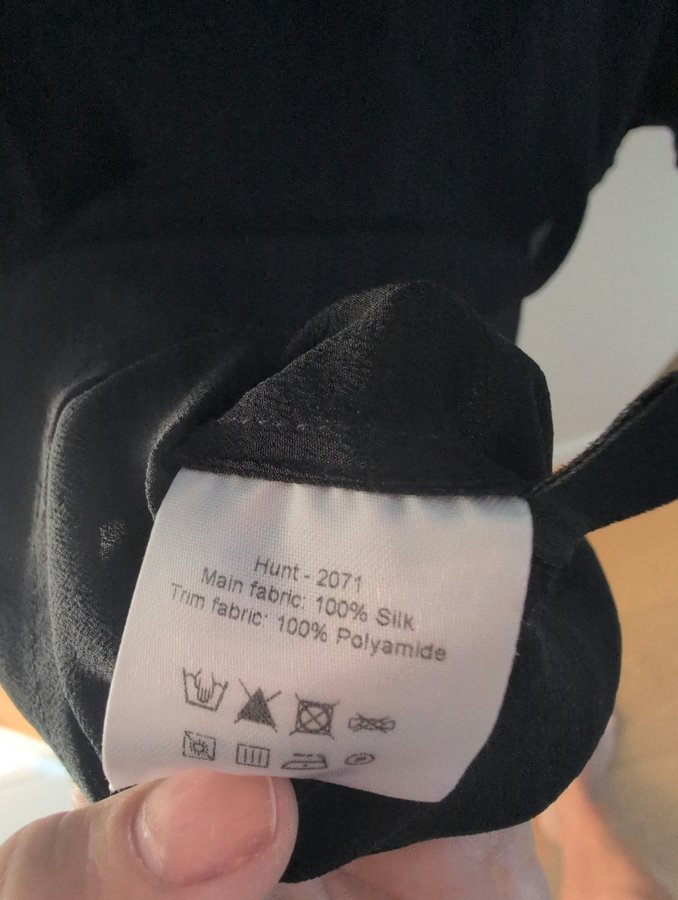 Hunt - 2071
Main fabric: 100% Silk
Trim fabric: 100% Polyamide